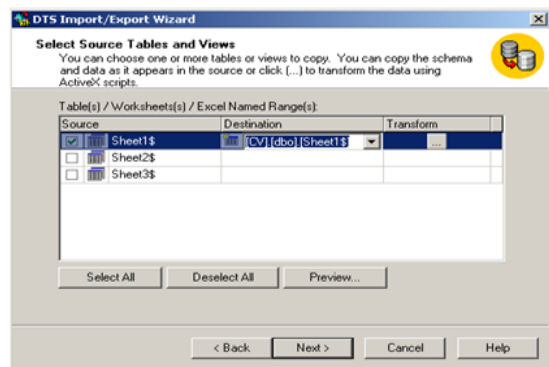 DTS Import/Export Wizard
Select Source Tables and Views
You can choose one or more tables or views to copy. You can copy the schema
and data as it appears in the source or click (...) to transform the data using
ActiveX scripts.
Table(s) / Worksheets(s) / Excel Named Range(s):
Source Destination Transform
Sheet1$ [CV].[dbo].[Sheet1$] ...
Sheet2$
Sheet3$
Select All Deselect All Preview...
< Back Next > Cancel Help